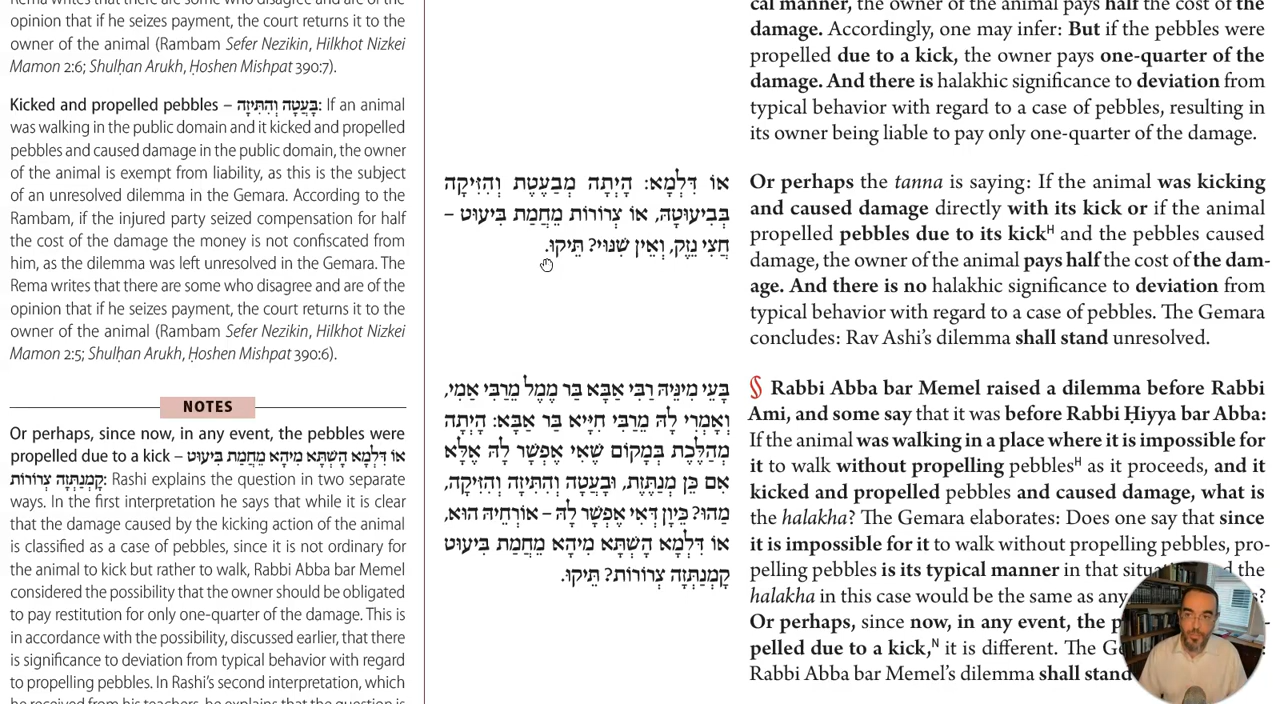 Rema writes that there are some who disagree and are of the
opinion that if he seizes payment, the court returns it to the
owner of the animal (Rambam Sefer Nezikin, Hilkhot Nizkei
Mamon 2:6; Shulḥan Arukh, Ḥoshen Mishpat 390:7).
Kicked and propelled pebbles – בָּעֲטָה וְהִתִּיזָה: If an animal
was walking in the public domain and it kicked and propelled
pebbles and caused damage in the public domain, the owner
of the animal is exempt from liability, as this is the subject
of an unresolved dilemma in the Gemara. According to the
Rambam, if the injured party seized compensation for half
the cost of the damage the money is not confiscated from
him, as the dilemma was left unresolved in the Gemara. The
Rema writes that there are some who disagree and are of the
opinion that if he seizes payment, the court returns it to the
owner of the animal (Rambam Sefer Nezikin, Hilkhot Nizkei
Mamon 2:5; Shulḥan Arukh, Ḥoshen Mishpat 390:6).
NOTES
Or perhaps, since now, in any event, the pebbles were
propelled due to a kick – אוֹ דִּלְמָא הָשְׁתָּא מִיהָא מֵחֲמַת בִּיעוּט
קָמְנַתְּזָה צְרוֹרוֹת: Rashi explains the question in two separate
ways. In the first interpretation he says that while it is clear
that the damage caused by the kicking action of the animal
is classified as a case of pebbles, since it is not ordinary for
the animal to kick but rather to walk, Rabbi Abba bar Memel
considered the possibility that the owner should be obligated
to pay restitution for only one-quarter of the damage. This is
in accordance with the possibility, discussed earlier, that there
is significance to deviation from typical behavior with regard
to propelling pebbles. In Rashi's second interpretation, which
he received from his teachers, he explains that the question is
אוֹ דִּלְמָא: הָיְתָה מְבַעֶטֶת וְהִזִּיקָה
בְּבִיעוּטָהּ, אוֹ צְרוֹרוֹת מֵחֲמַת בִּיעוּט –
חֲצִי נֵזֶק, וְאֵין שִׁנּוּי? תֵּיקוּ.
בָּעֵי מִינֵּיהּ רַבִּי אַבָּא בַּר מֶמֶל מֵרַבִּי אַמֵּי,
וְאָמְרִי לָהּ מֵרַבִּי חִיָּיא בַּר אַבָּא: הָיְתָה
מְהַלֶּכֶת בְּמָקוֹם שֶׁאִי אֶפְשָׁר לָהּ אֶלָּא
אִם כֵּן מְנַתֶּזֶת, וּבָעֲטָה וְהִתִּיזָה וְהִזִּיקָה,
מַהוּ? כֵּיוָן דְּאִי אֶפְשָׁר לָהּ – אוֹרְחֵיהּ הוּא,
אוֹ דִּלְמָא הָשְׁתָּא מִיהָא מֵחֲמַת בִּיעוּט
קָמְנַתְּזָה צְרוֹרוֹת? תֵּיקוּ.
cal manner, the owner of the animal pays half the cost of the
damage. Accordingly, one may infer: But if the pebbles were
propelled due to a kick, the owner pays one-quarter of the
damage. And there is halakhic significance to deviation from
typical behavior with regard to a case of pebbles, resulting in
its owner being liable to pay only one-quarter of the damage.
Or perhaps the tanna is saying: If the animal was kicking
and caused damage directly with its kick or if the animal
propelled pebbles due to its kickᴴ and the pebbles caused
damage, the owner of the animal pays half the cost of the dam-
age. And there is no halakhic significance to deviation from
typical behavior with regard to a case of pebbles. The Gemara
concludes: Rav Ashi's dilemma shall stand unresolved.
§ Rabbi Abba bar Memel raised a dilemma before Rabbi
Ami, and some say that it was before Rabbi Ḥiyya bar Abba:
If the animal was walking in a place where it is impossible for
it to walk without propelling pebblesᴴ as it proceeds, and it
kicked and propelled pebbles and caused damage, what is
the halakha? The Gemara elaborates: Does one say that since
it is impossible for it to walk without propelling pebbles, pro-
pelling pebbles is its typical manner in that the
halakha in this case would be the same as any ?
Or perhaps, since now, in any event, the
pelled due to a kick,ᴺ it is different. The
Rabbi Abba bar Memel's dilemma shall stand